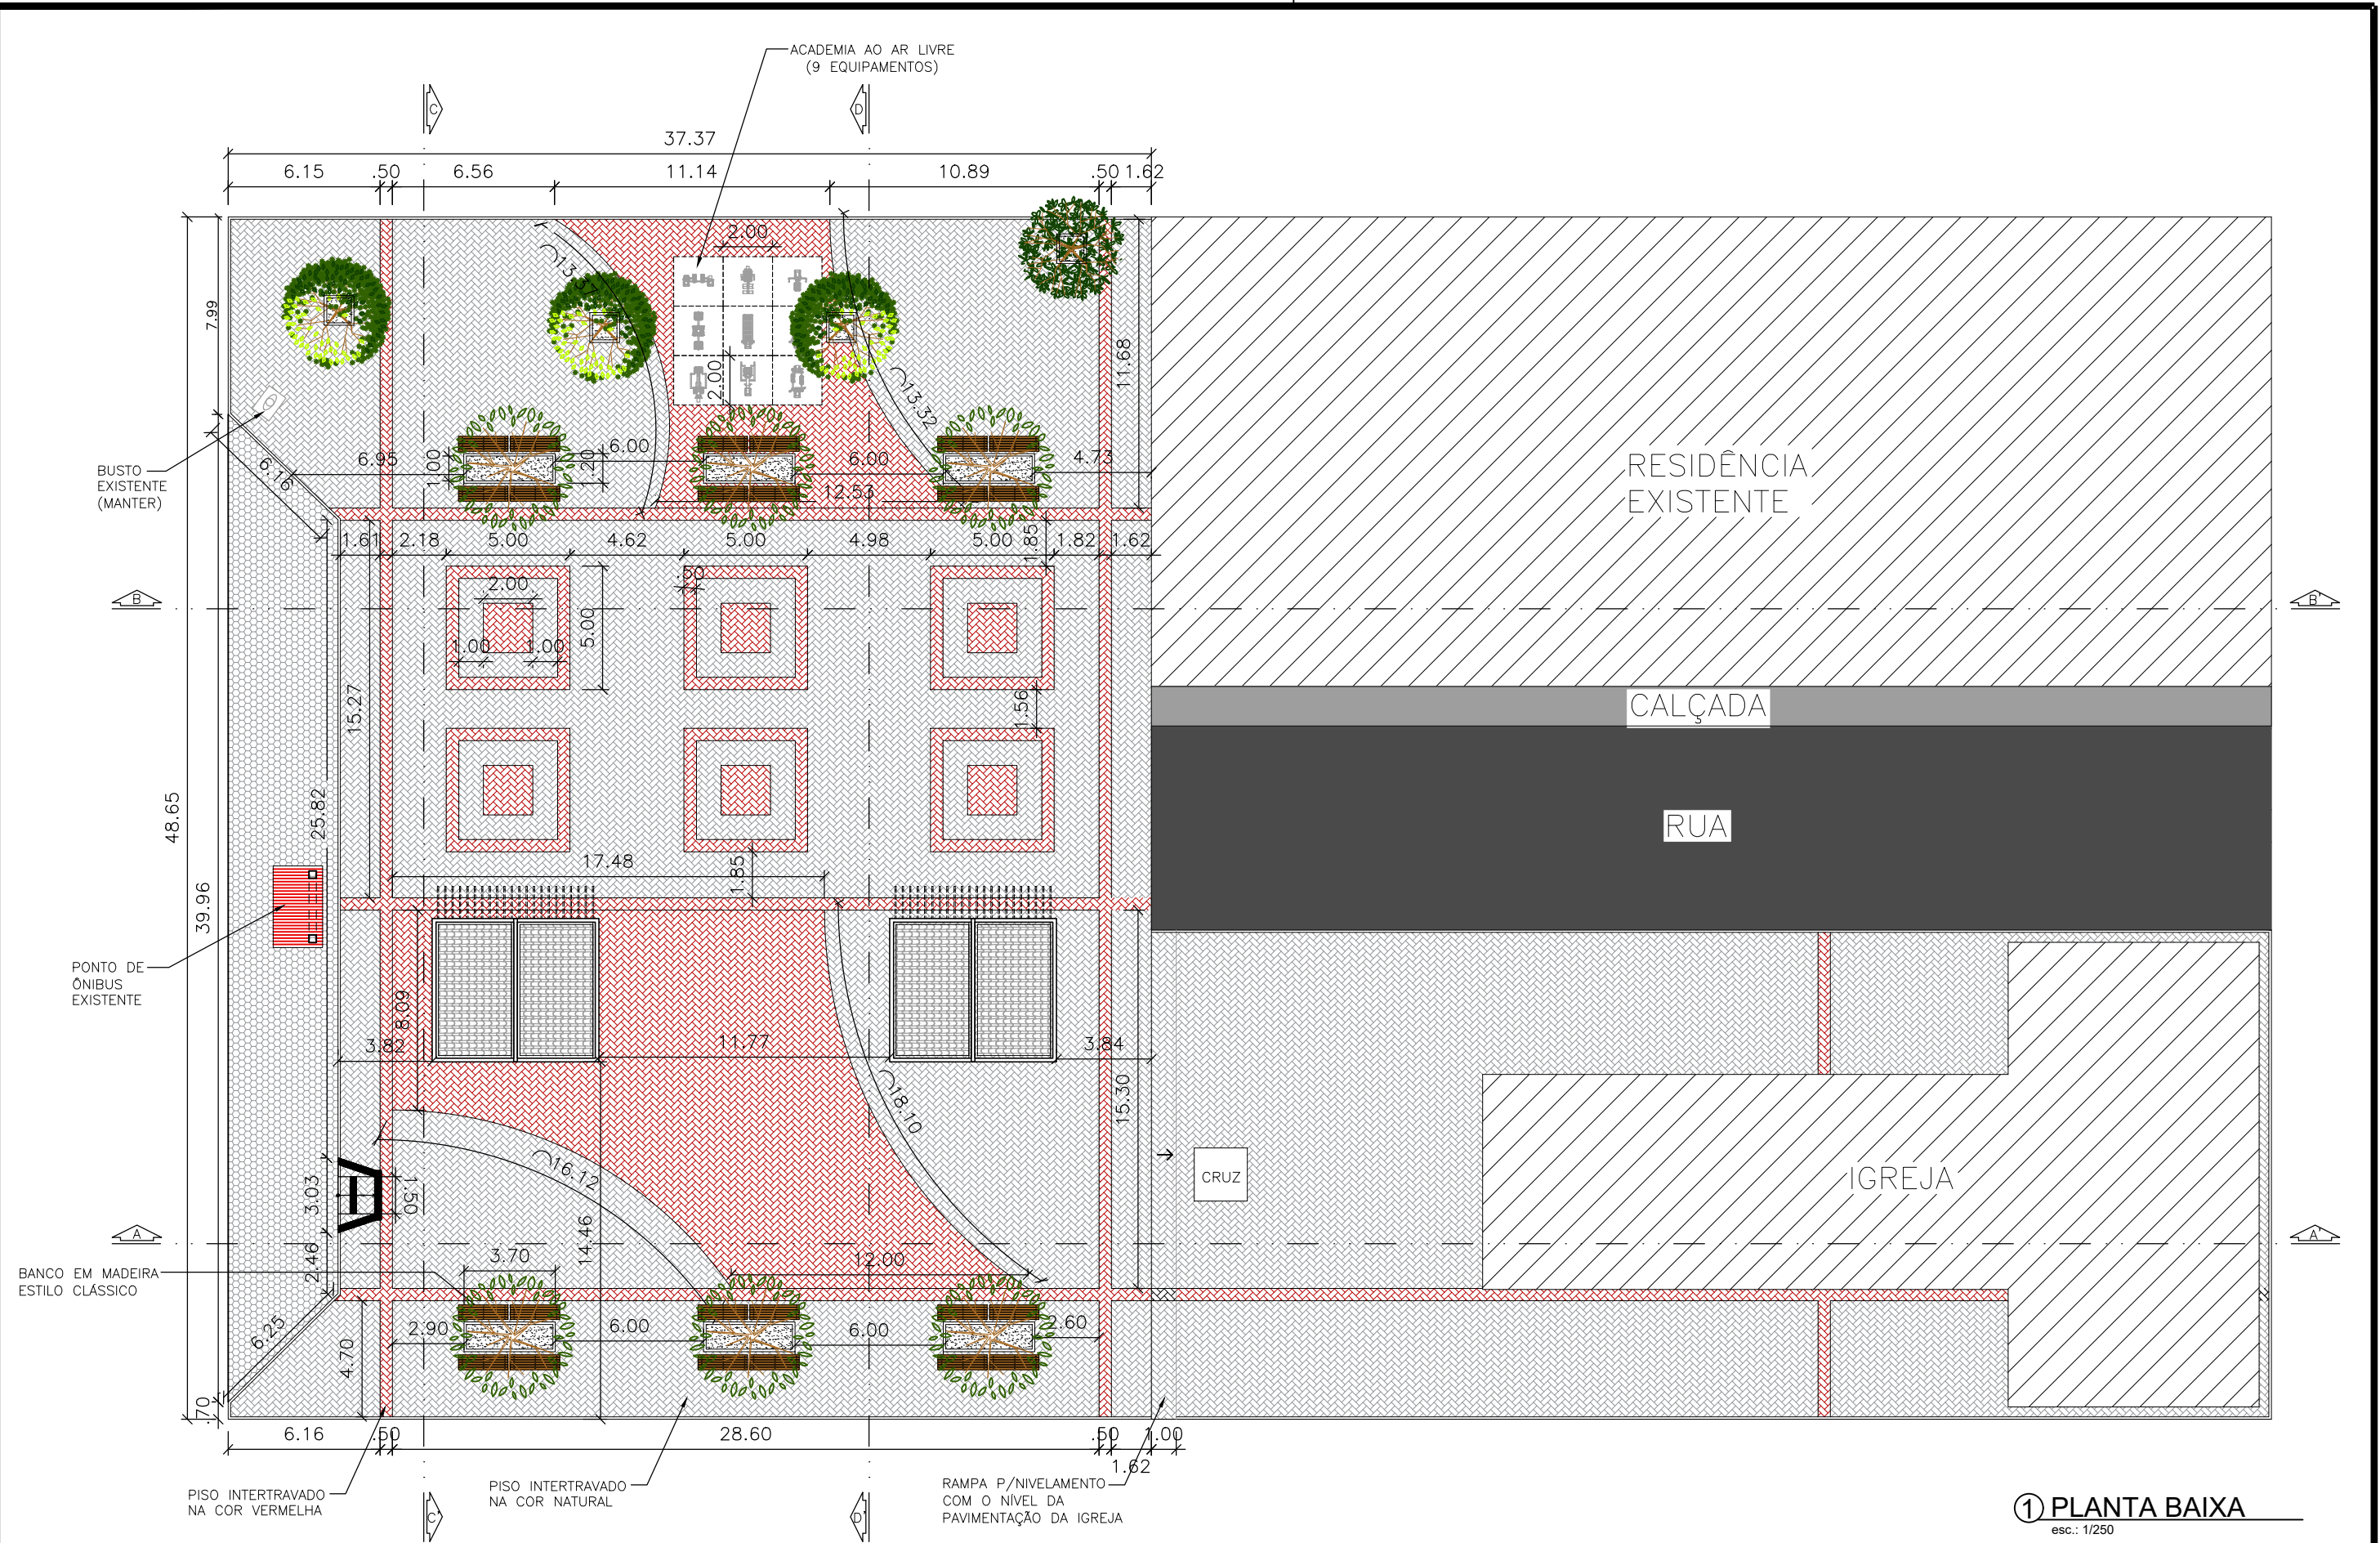 ACADEMIA AO AR LIVRE
(9 EQUIPAMENTOS)
C
D
37.37
6.15
.50
6.56
11.14
10.89
.50
1.62
2.00
13.37
7.99
2.00
11.68
13.32
BUSTO
EXISTENTE
(MANTER)
6.16
6.95
1.00
1.20
6.00
6.00
4.73
12.53
RESIDÊNCIA
EXISTENTE
1.61
2.18
5.00
4.62
5.00
4.98
5.00
1.85
1.82
1.62
.50
B
2.00
5.00
1.00
1.00
B'
15.27
1.56
CALÇADA
25.82
48.65
RUA
17.48
1.85
39.96
PONTO DE
ÔNIBUS
EXISTENTE
8.09
3.82
11.77
3.84
18.10
15.30
16.12
CRUZ
IGREJA
3.03
1.50
14.46
A
A'
2.46
3.70
12.00
BANCO EM MADEIRA
ESTILO CLÁSSICO
6.25
2.90
6.00
6.00
2.60
4.70
.70
6.16
.50
28.60
.50
1.00
1.62
PISO INTERTRAVADO
NA COR VERMELHA
PISO INTERTRAVADO
NA COR NATURAL
RAMPA P/NIVELAMENTO
COM O NÍVEL DA
PAVIMENTAÇÃO DA IGREJA
C'
D'
1 PLANTA BAIXA
esc.: 1/250